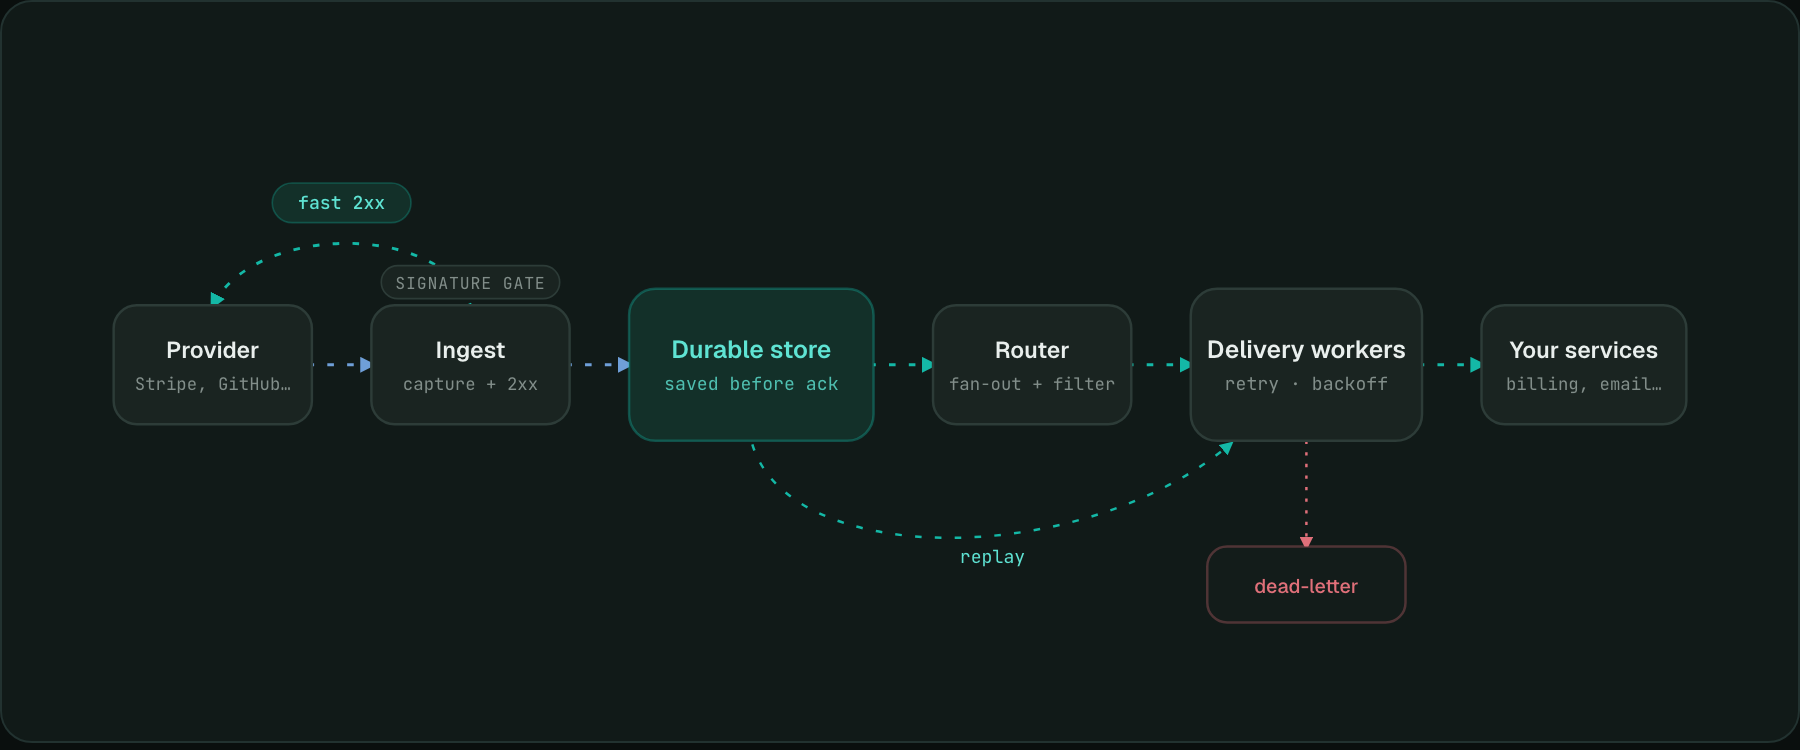 fast 2xx
SIGNATURE GATE
Provider
Stripe, GitHub…
Ingest
capture + 2xx
Durable store
saved before ack
Router
fan-out + filter
Delivery workers
retry · backoff
Your services
billing, email…
replay
dead-letter